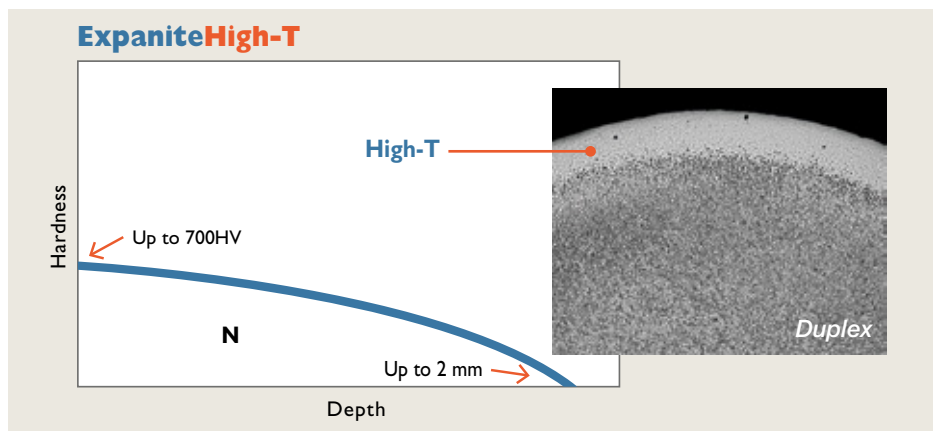 ExpaniteHigh-T
High-T
Hardness
Up to 700HV
N
Up to 2 mm
Duplex
Depth